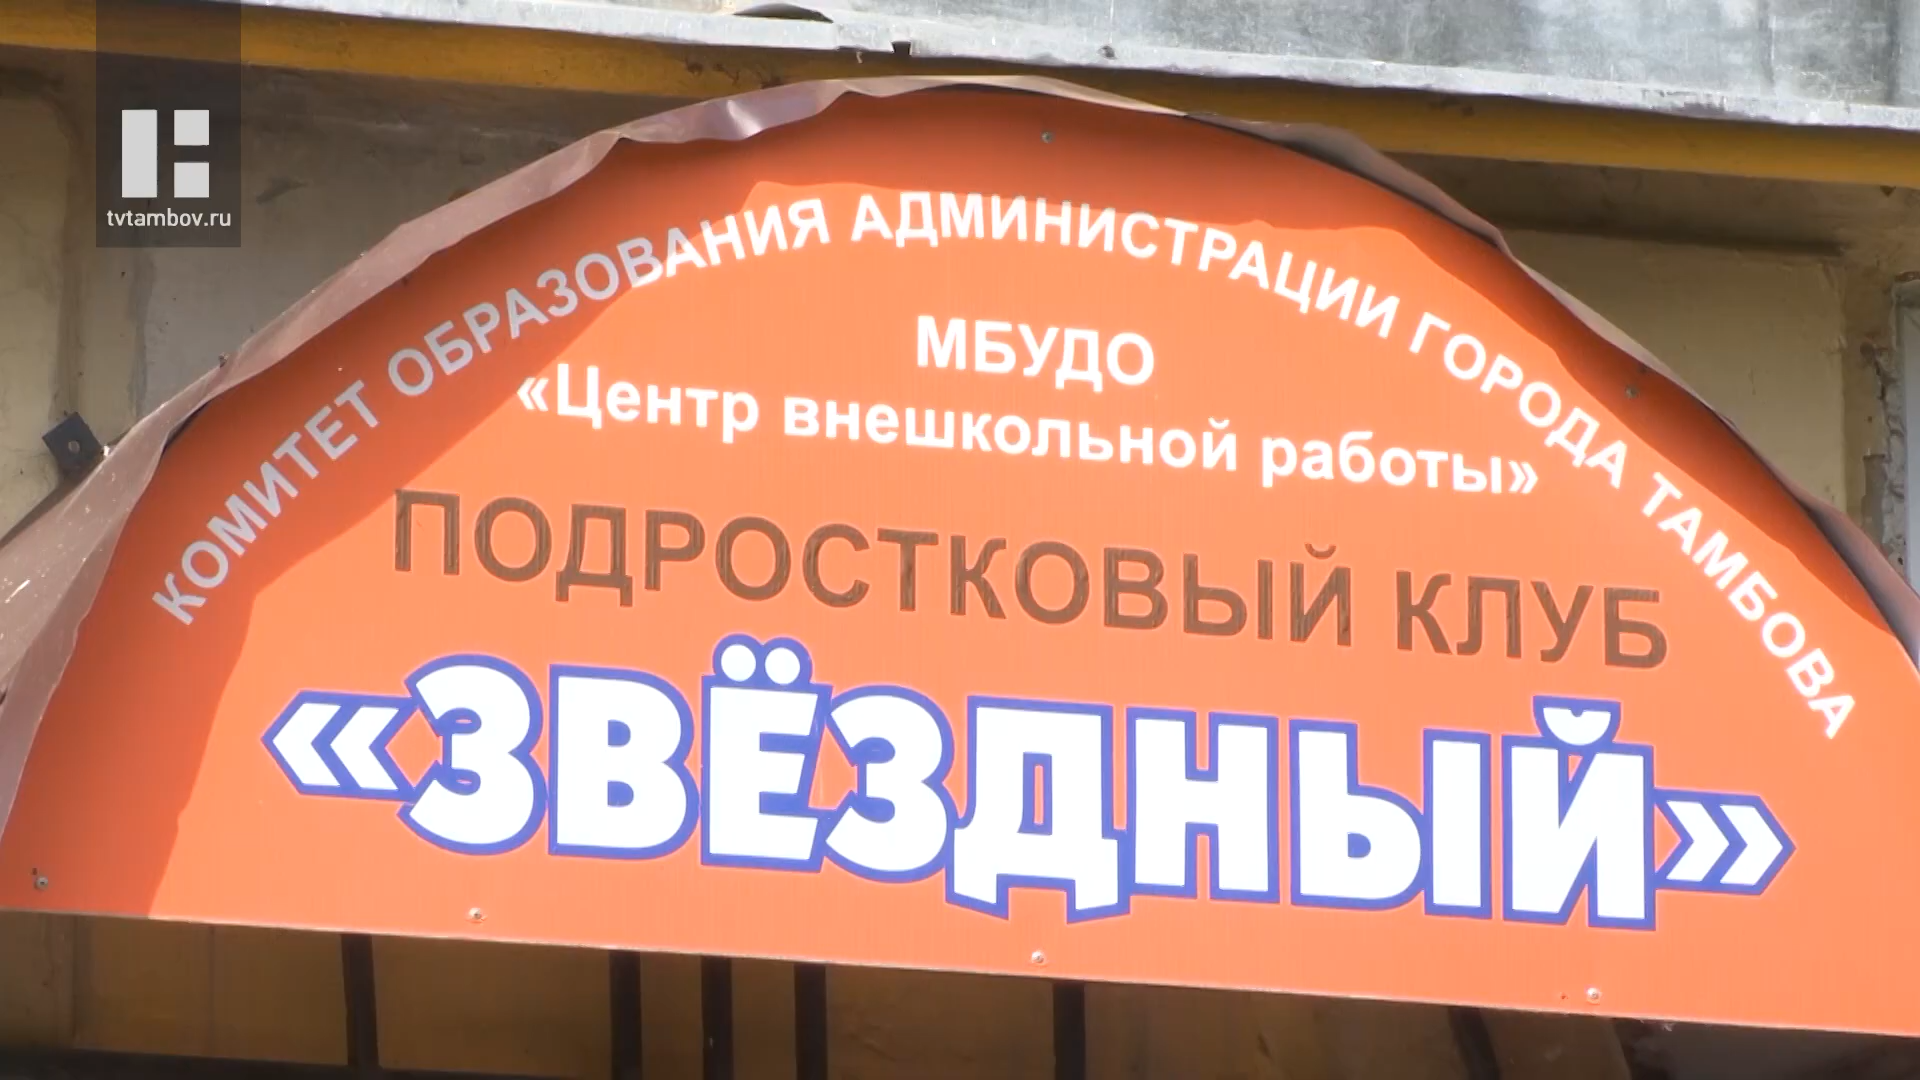 tvtambov.ru
КОМИТЕТ ОБРАЗОВАНИЯ АДМИНИСТРАЦИИ ГОРОДА ТАМБОВА
МБУДО
«Центр внешкольной работы»
ПОДРОСТКОВЫЙ КЛУБ
«ЗВЁЗДНЫЙ»